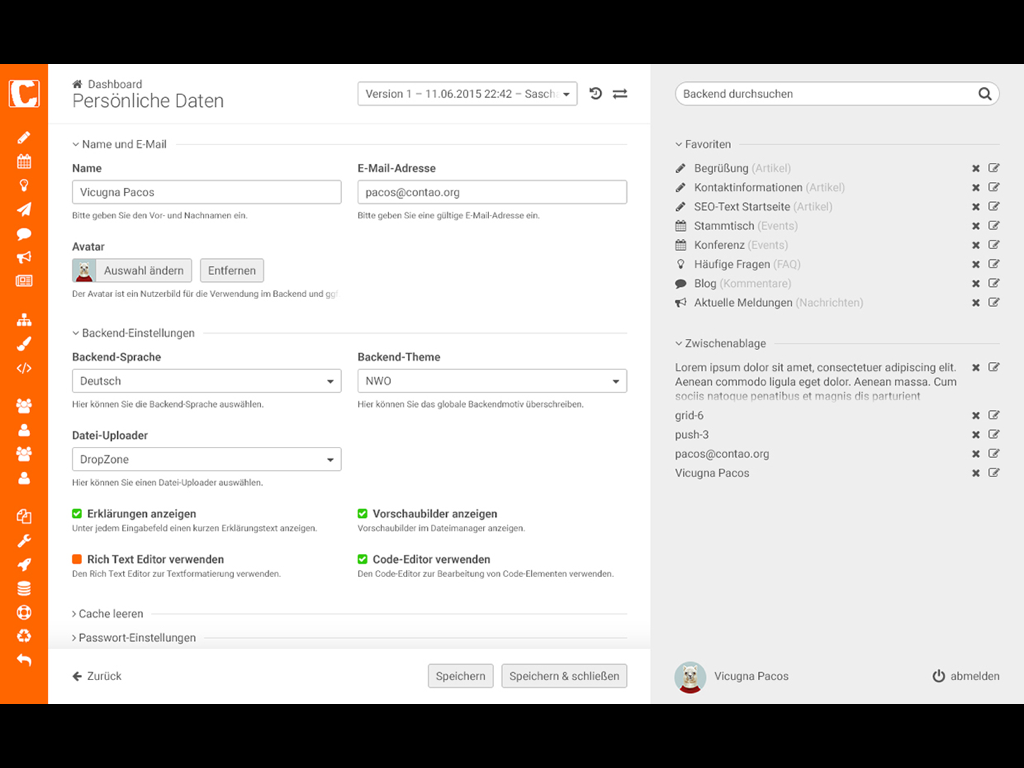 Dashboard
Persönliche Daten
Version 1 – 11.06.2015 22:42 – Sasch
Name und E-Mail
Name
E-Mail-Adresse
Vicugna Pacos
pacos@contao.org
Bitte geben Sie den Vor- und Nachnamen ein.
Bitte geben Sie eine gültige E-Mail-Adresse ein.
Avatar
Auswahl ändern
Entfernen
Der Avatar ist ein Nutzerbild für die Verwendung im Backend und ggf.
Backend-Einstellungen
Backend-Sprache
Backend-Theme
Deutsch
NWO
Hier können Sie die Backend-Sprache auswählen.
Hier können Sie das globale Backendmotiv überschreiben.
Datei-Uploader
DropZone
Hier können Sie einen Datei-Uploader auswählen.
Erklärungen anzeigen
Vorschaubilder anzeigen
Unter jedem Eingabefeld einen kurzen Erklärungstext anzeigen.
Vorschaubilder im Dateimanager anzeigen.
Rich Text Editor verwenden
Code-Editor verwenden
Den Rich Text Editor zur Textformatierung verwenden.
Den Code-Editor zur Bearbeitung von Code-Elementen verwenden.
Cache leeren
Passwort-Einstellungen
Zurück
Speichern
Speichern & schließen
Backend durchsuchen
Favoriten
Begrüßung (Artikel)
Kontaktinformationen (Artikel)
SEO-Text Startseite (Artikel)
Stammtisch (Events)
Konferenz (Events)
Häufige Fragen (FAQ)
Blog (Kommentare)
Aktuelle Meldungen (Nachrichten)
Zwischenablage
Lorem ipsum dolor sit amet, consectetuer adipiscing elit.
Aenean commodo ligula eget dolor. Aenean massa. Cum
sociis natoque penatibus et magnis dis parturient
grid-6
push-3
pacos@contao.org
Vicugna Pacos
Vicugna Pacos
abmelden